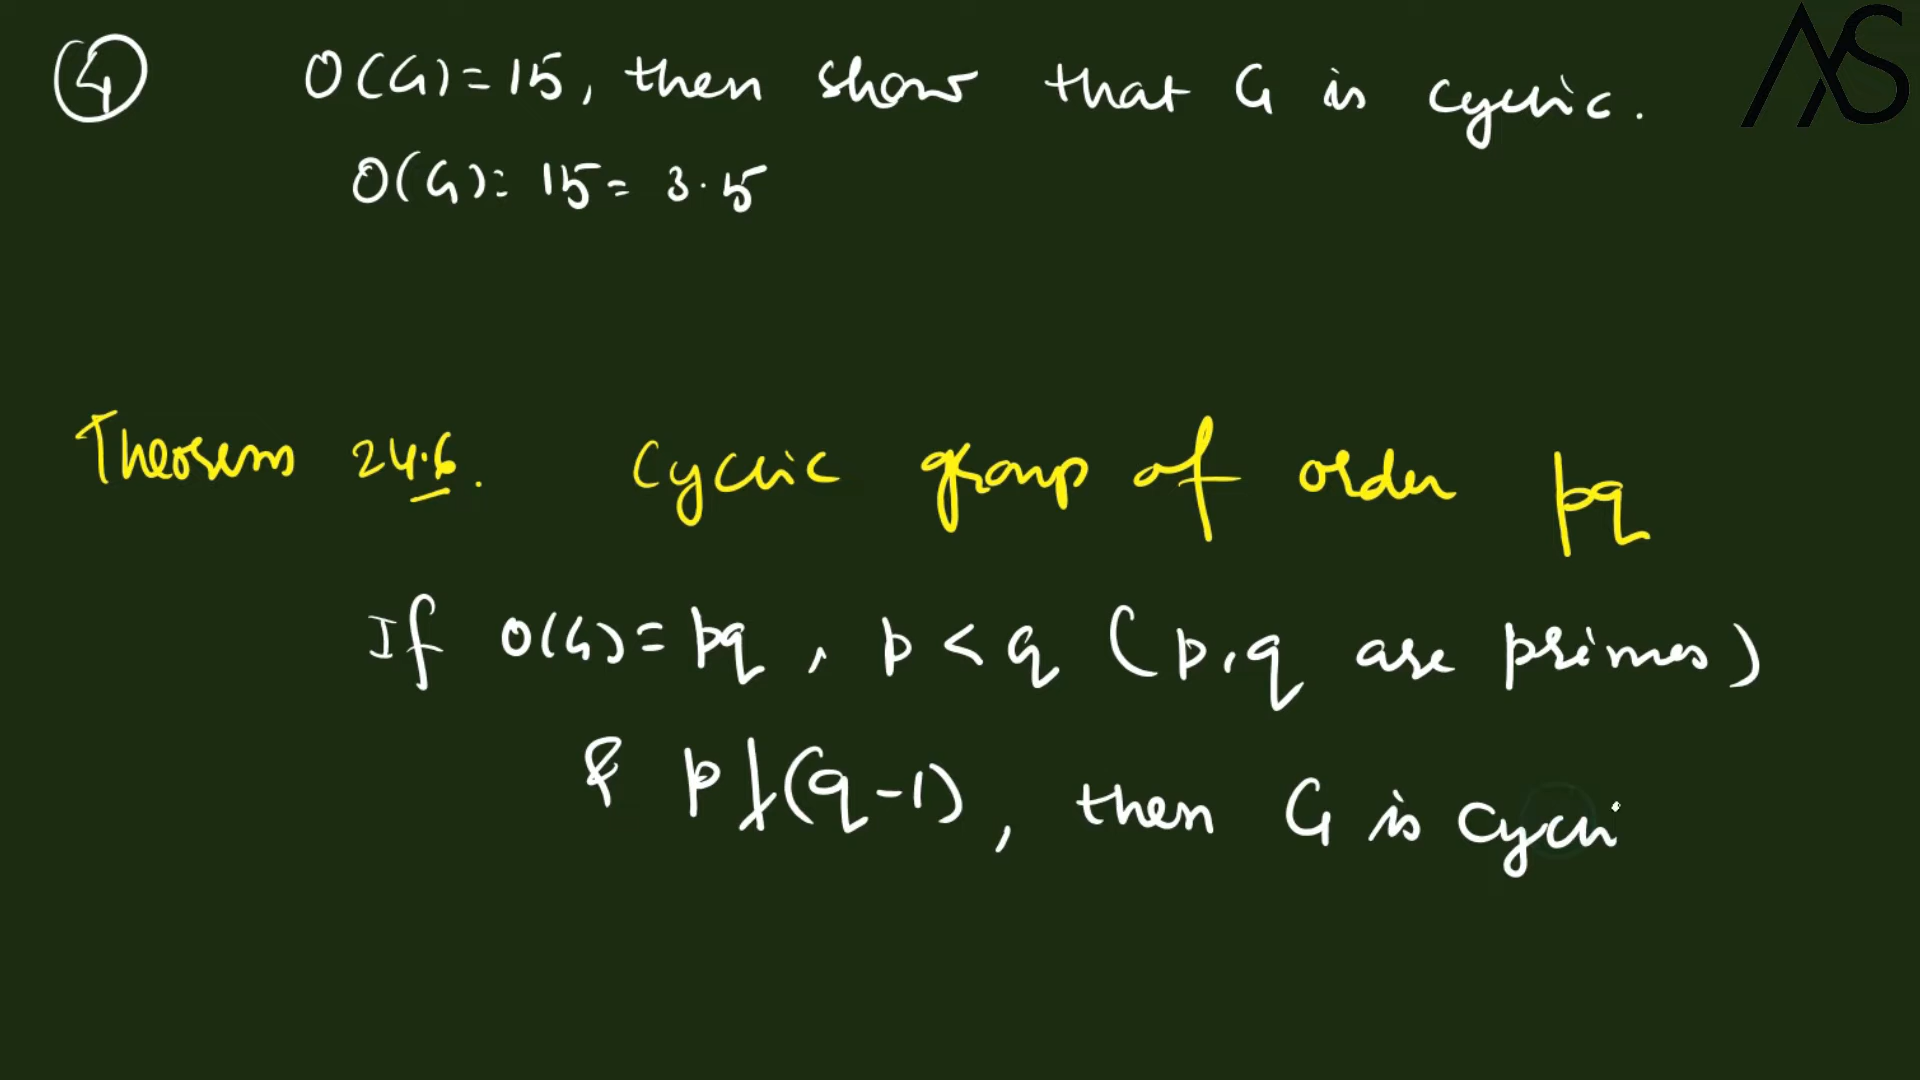 ④ O(G)=15, then show that G is cyclic.
O(G)= 15= 3.5
Theorem 24.6. Cyclic group of order pq
If O(G)= pq, p < q (p,q are primes)
& p∤(q-1), then G is cycli
AS